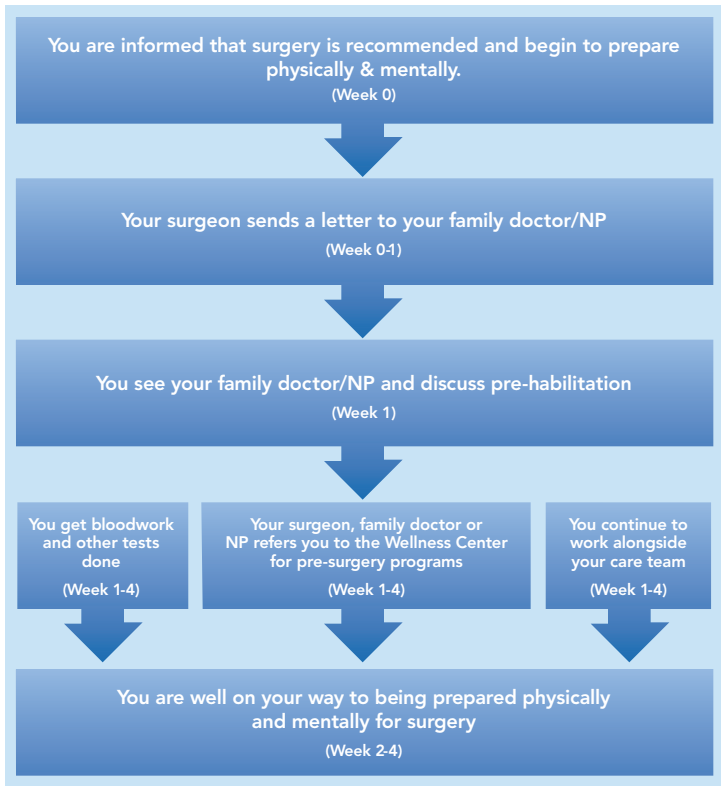 You are informed that surgery is recommended and begin to prepare
physically & mentally.
(Week 0)
Your surgeon sends a letter to your family doctor/NP
(Week 0-1)
You see your family doctor/NP and discuss pre-habilitation
(Week 1)
You get bloodwork
and other tests
done
(Week 1-4)
Your surgeon, family doctor or
NP refers you to the Wellness Center
for pre-surgery programs
(Week 1-4)
You continue to
work alongside
your care team
(Week 1-4)
You are well on your way to being prepared physically
and mentally for surgery
(Week 2-4)